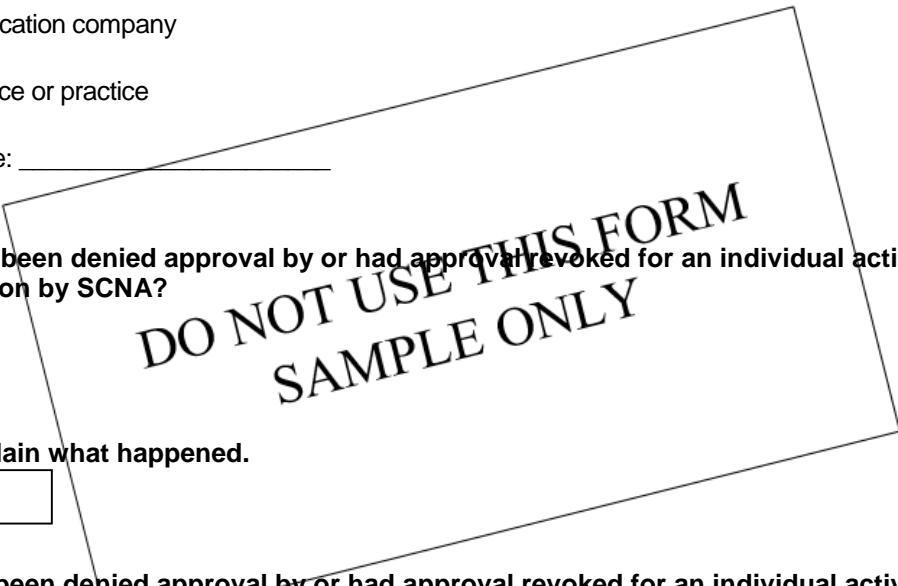 cation company
ce or practice
e: ______________________
been denied approval by or had approval revoked for an individual acti
on by SCNA?
DO NOT USE THIS FORM
SAMPLE ONLY
lain what happened.
been denied approval by or had approval revoked for an individual activ